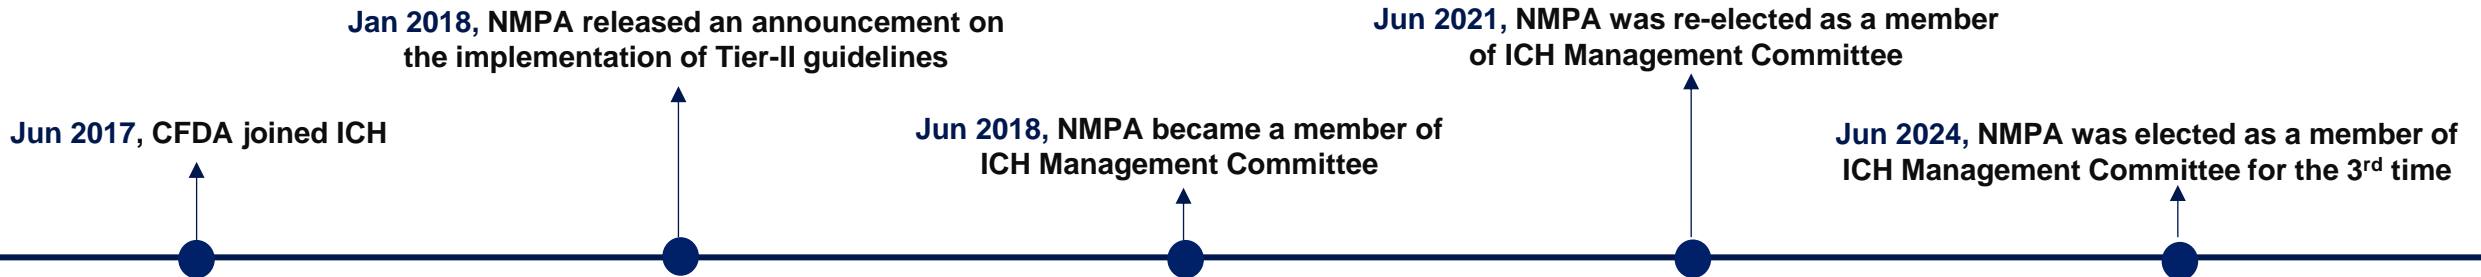 Jun 2017, CFDA joined ICH
Jan 2018, NMPA released an announcement on
the implementation of Tier-II guidelines
Jun 2018, NMPA became a member of
ICH Management Committee
Jun 2021, NMPA was re-elected as a member
of ICH Management Committee
Jun 2024, NMPA was elected as a member of
ICH Management Committee for the 3rd time